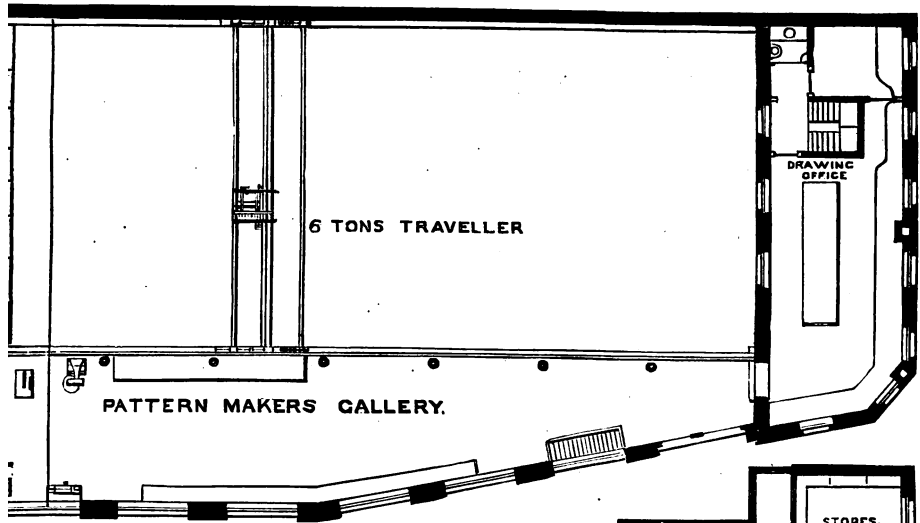 DRAWING
OFFICE
6 TONS TRAVELLER
PATTERN MAKERS GALLERY.
STORES